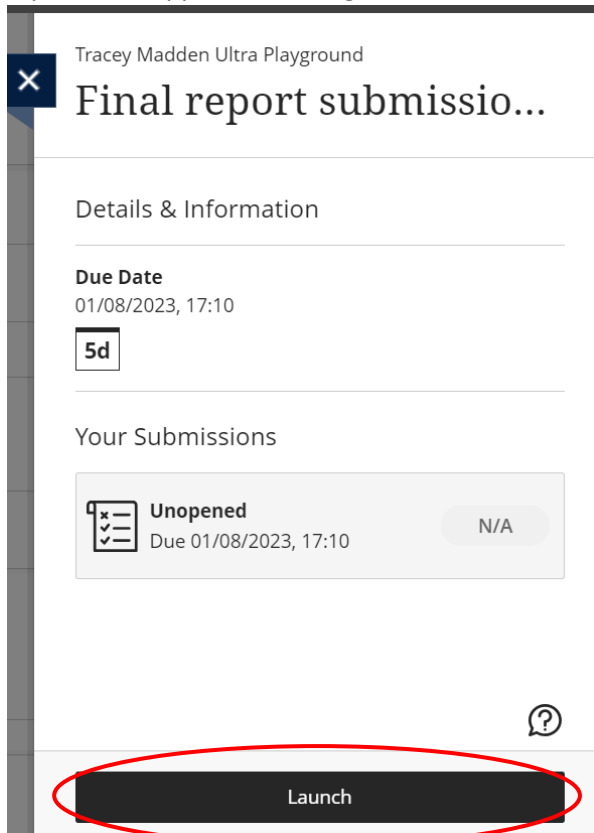 Tracey Madden Ultra Playground
Final report submissio...
Details & Information
Due Date
01/08/2023, 17:10
5d
Your Submissions
Unopened
Due 01/08/2023, 17:10
N/A
Launch